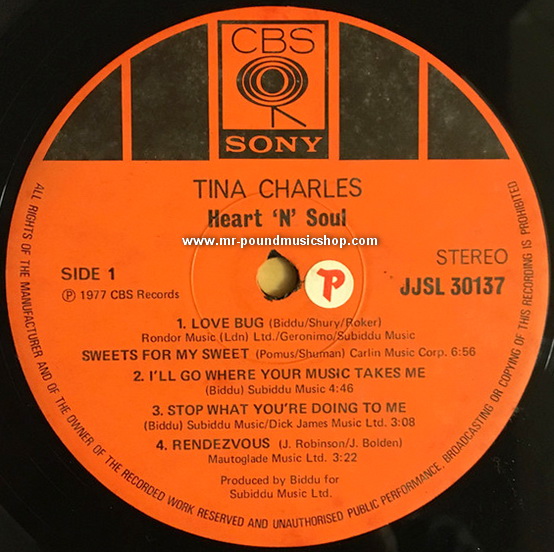 CBS
SONY
TINA CHARLES
Heart 'N' Soul
www.mr-poundmusicshop.com
SIDE 1
STEREO
℗ 1977 CBS Records
P
JJSL 30137
1. LOVE BUG (Biddu/Shury/Roker)
Rondor Music (Ldn) Ltd./Geronimo/Subiddu Music
SWEETS FOR MY SWEET (Pomus/Shuman) Carlin Music Corp. 6:56
2. I'LL GO WHERE YOUR MUSIC TAKES ME
(Biddu) Subiddu Music 4:46
3. STOP WHAT YOU'RE DOING TO ME
(Biddu) Subiddu Music/Dick James Music Ltd. 3:08
4. RENDEZVOUS (J. Robinson/J. Bolden)
Mautoglade Music Ltd. 3:22
Produced by Biddu for
Subiddu Music Ltd.
ALL RIGHTS OF THE MANUFACTURER AND OF THE OWNER OF THE RECORDED WORK RESERVED AND UNAUTHORISED PUBLIC PERFORMANCE, BROADCASTING OR COPYING OF THIS RECORDING IS PROHIBITED